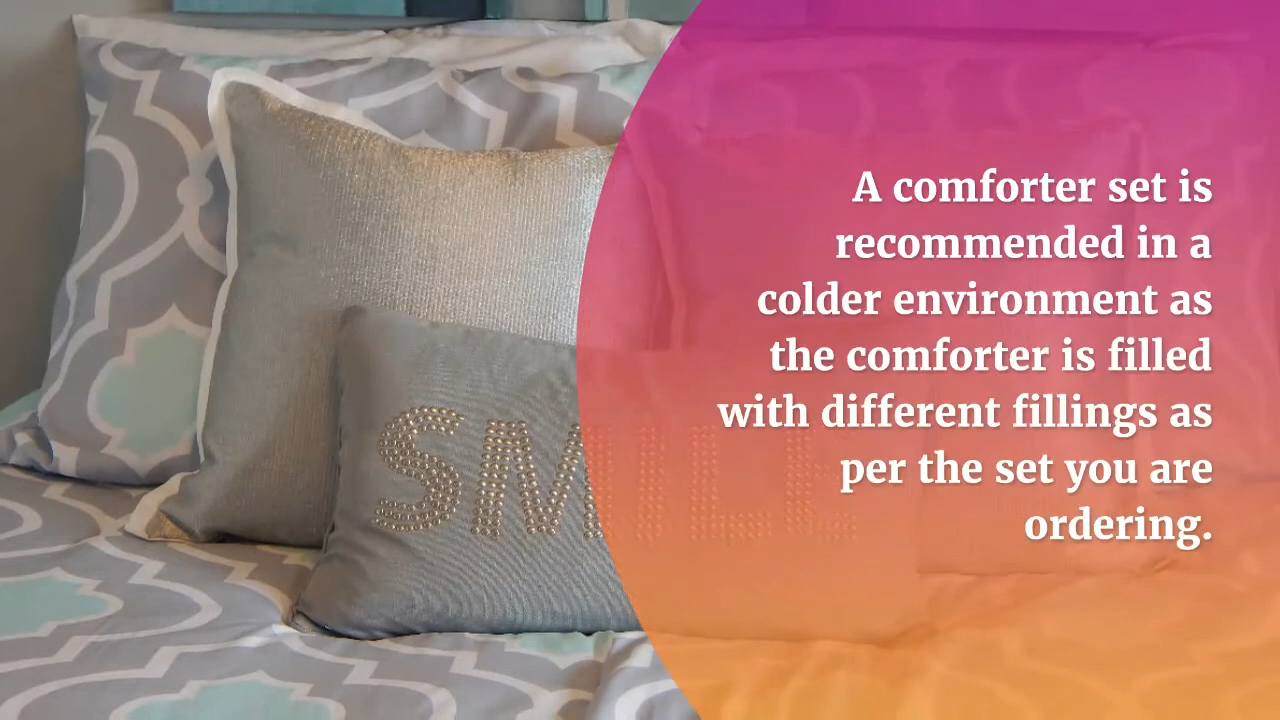 A comforter set is
recommended in a
colder environment as
the comforter is filled
with different fillings as
per the set you are
ordering.
SMILE